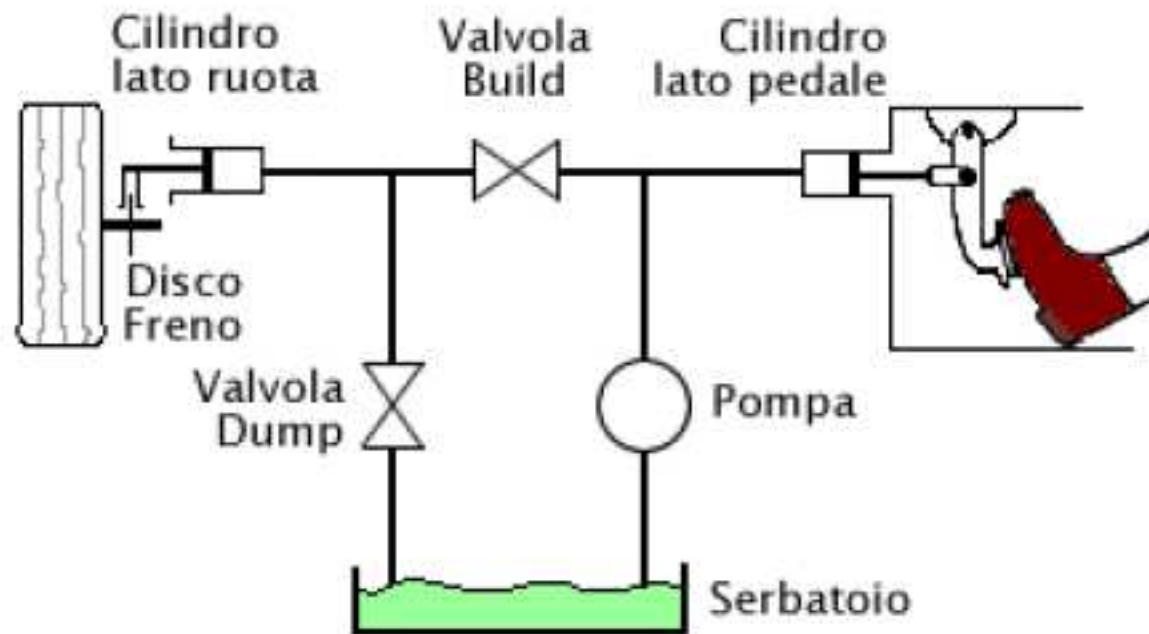 Cilindro
lato ruota
Valvola
Build
Cilindro
lato pedale
Disco
Freno
Valvola
Dump
Pompa
Serbatoio